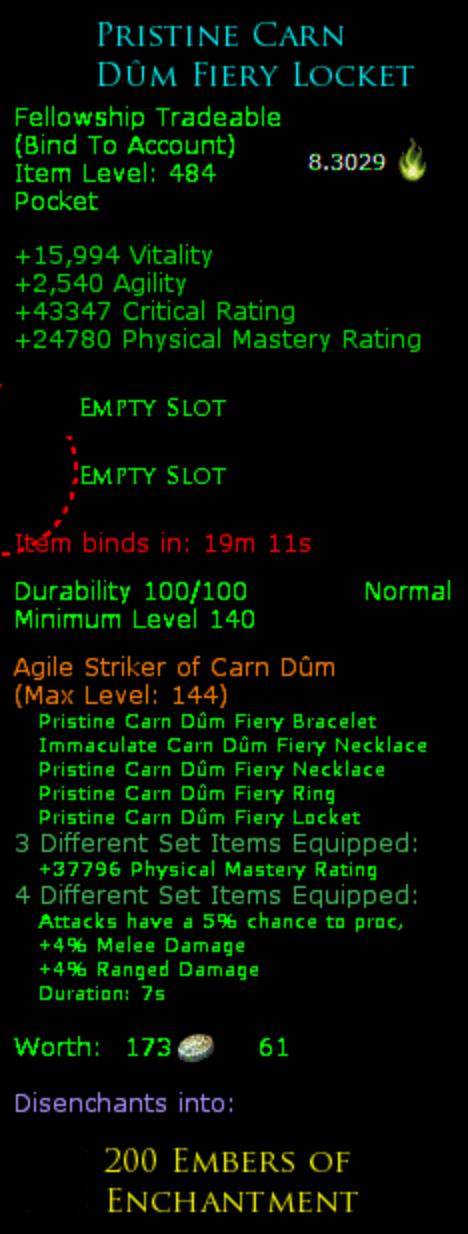 Pristine Carn
Dûm Fiery Locket
Fellowship Tradeable
(Bind To Account)
Item Level: 484
8.3029
Pocket
+15,994 Vitality
+2,540 Agility
+43347 Critical Rating
+24780 Physical Mastery Rating
Empty Slot
Empty Slot
Item binds in: 19m 11s
Durability 100/100 Normal
Minimum Level 140
Agile Striker of Carn Dûm
(Max Level: 144)
Pristine Carn Dûm Fiery Bracelet
Immaculate Carn Dûm Fiery Necklace
Pristine Carn Dûm Fiery Necklace
Pristine Carn Dûm Fiery Ring
Pristine Carn Dûm Fiery Locket
3 Different Set Items Equipped:
+37796 Physical Mastery Rating
4 Different Set Items Equipped:
Attacks have a 5% chance to proc,
+4% Melee Damage
+4% Ranged Damage
Duration: 7s
Worth: 173 61
Disenchants into:
200 Embers of
Enchantment